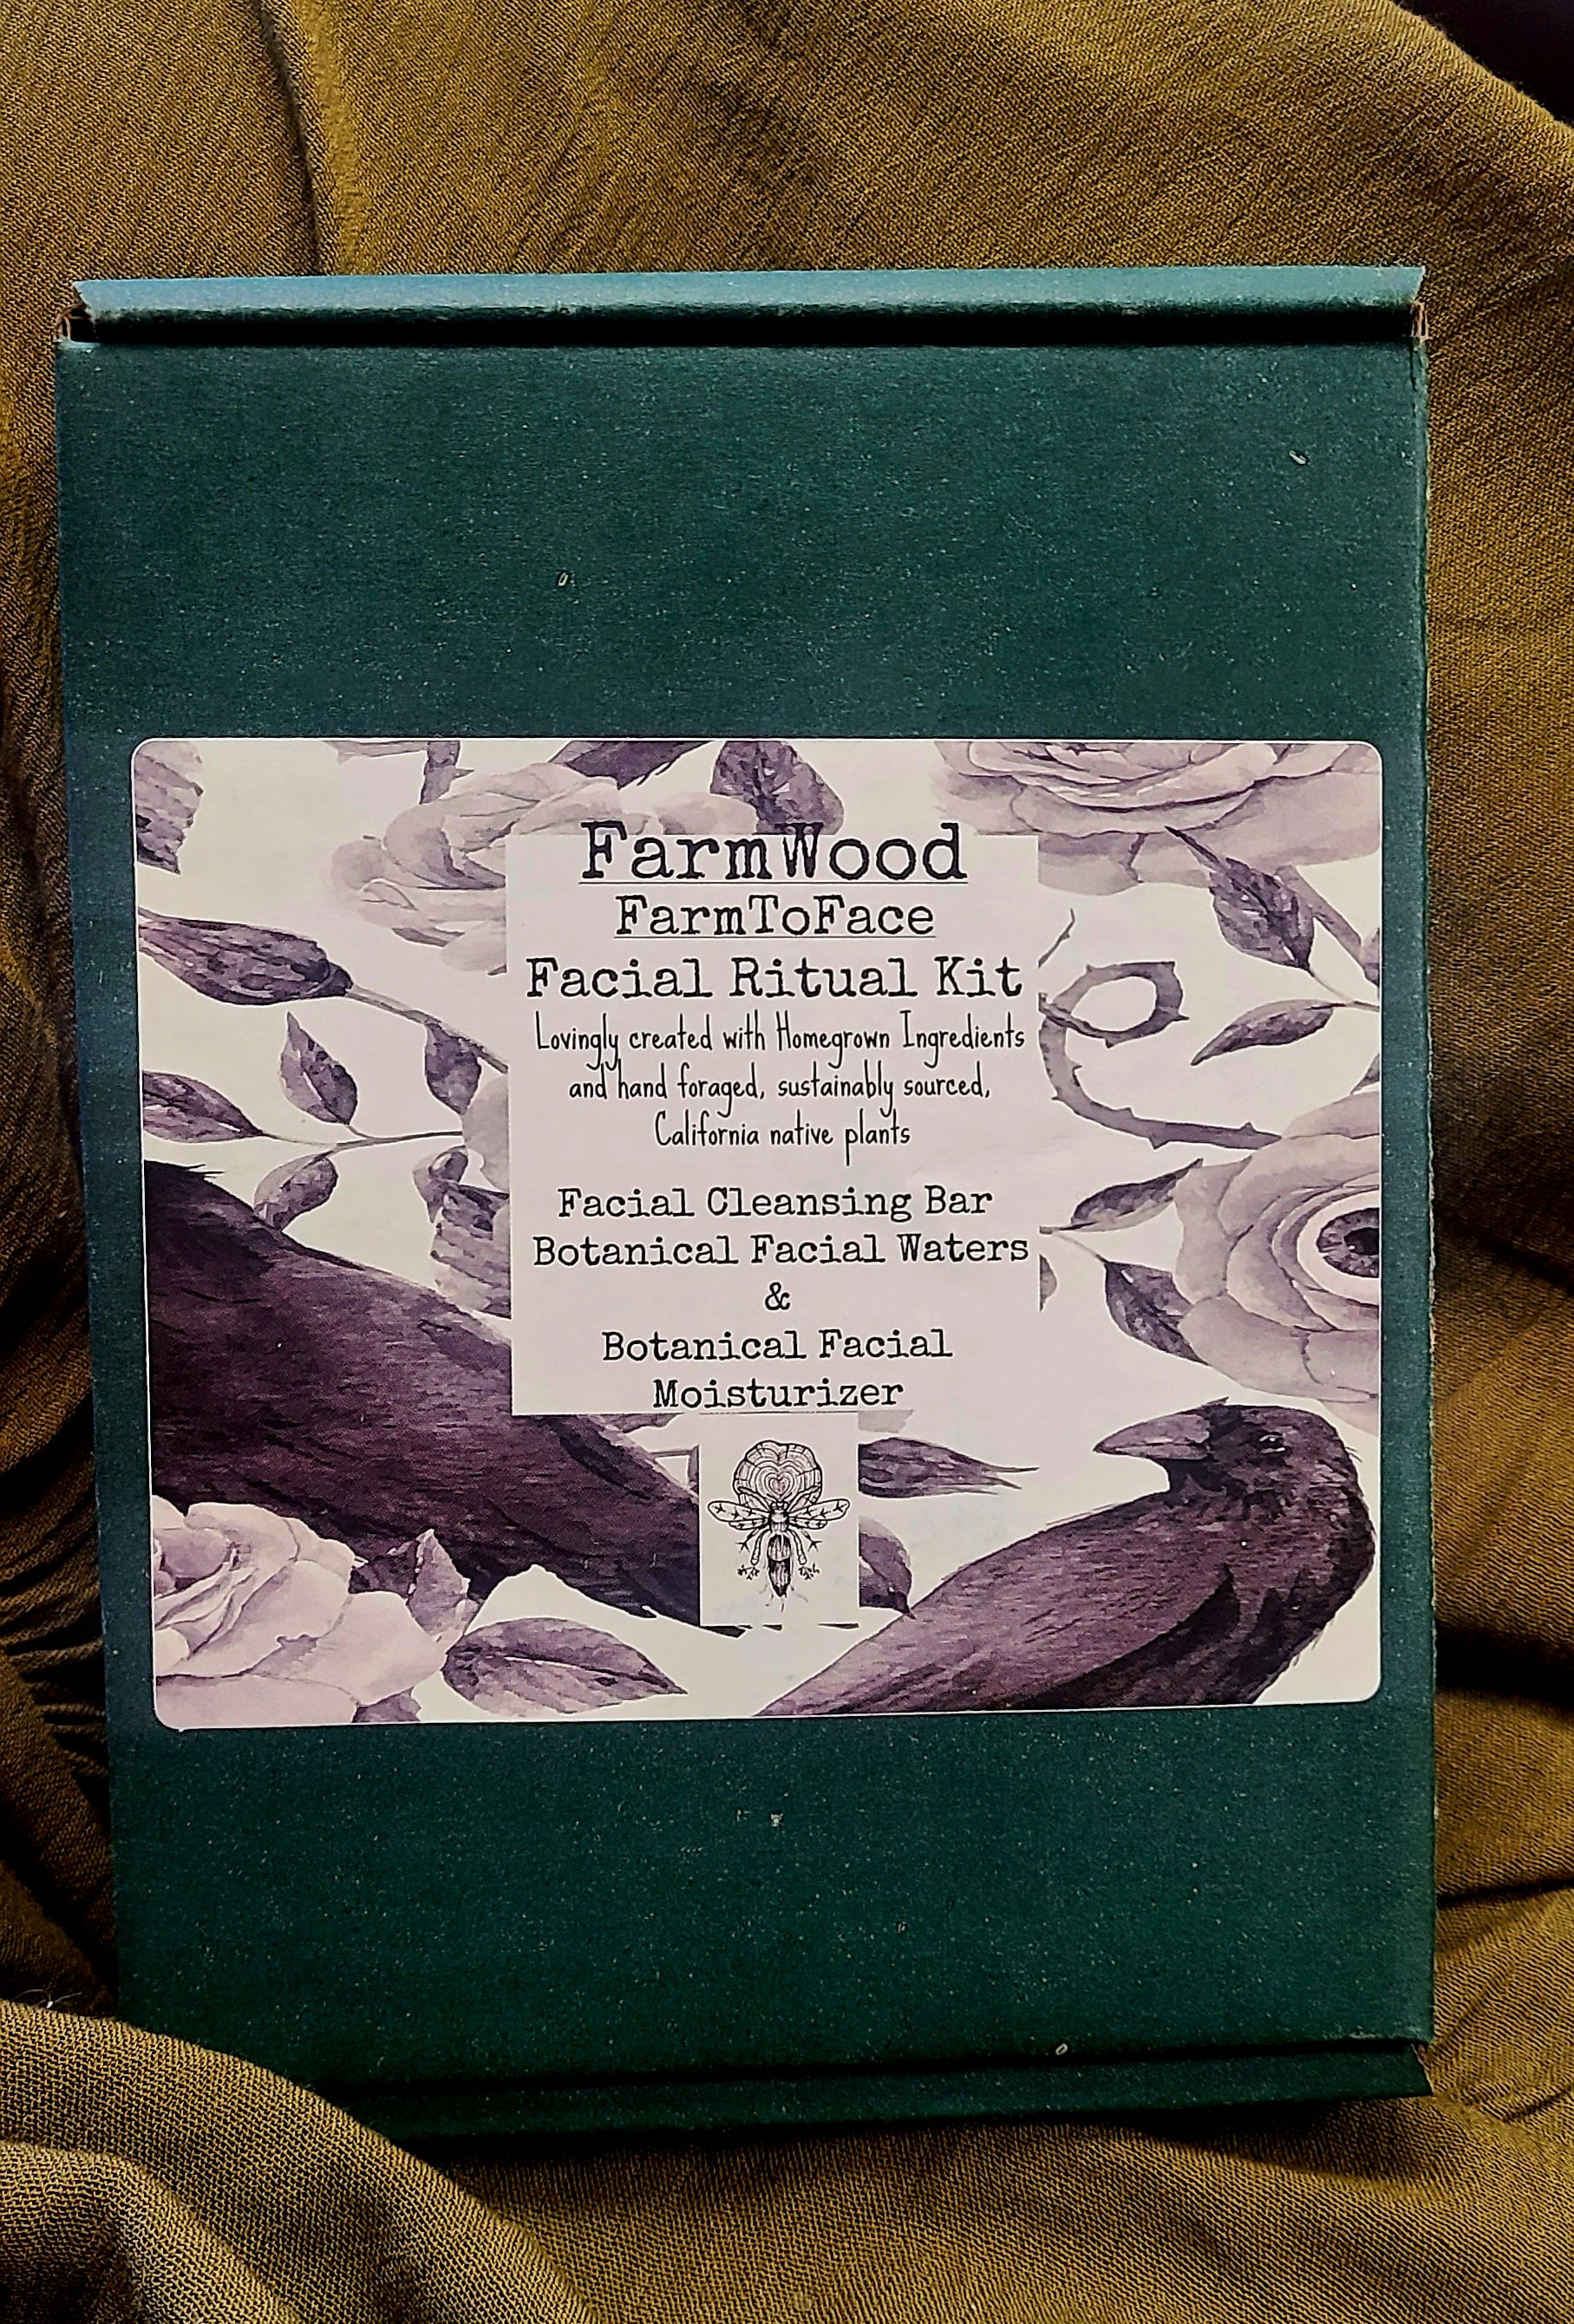 FarmWood
FarmToFace
Facial Ritual Kit
Lovingly created with Homegrown Ingredients
and hand foraged, sustainably sourced,
California native plants
Facial Cleansing Bar
Botanical Facial Waters
&
Botanical Facial
Moisturizer